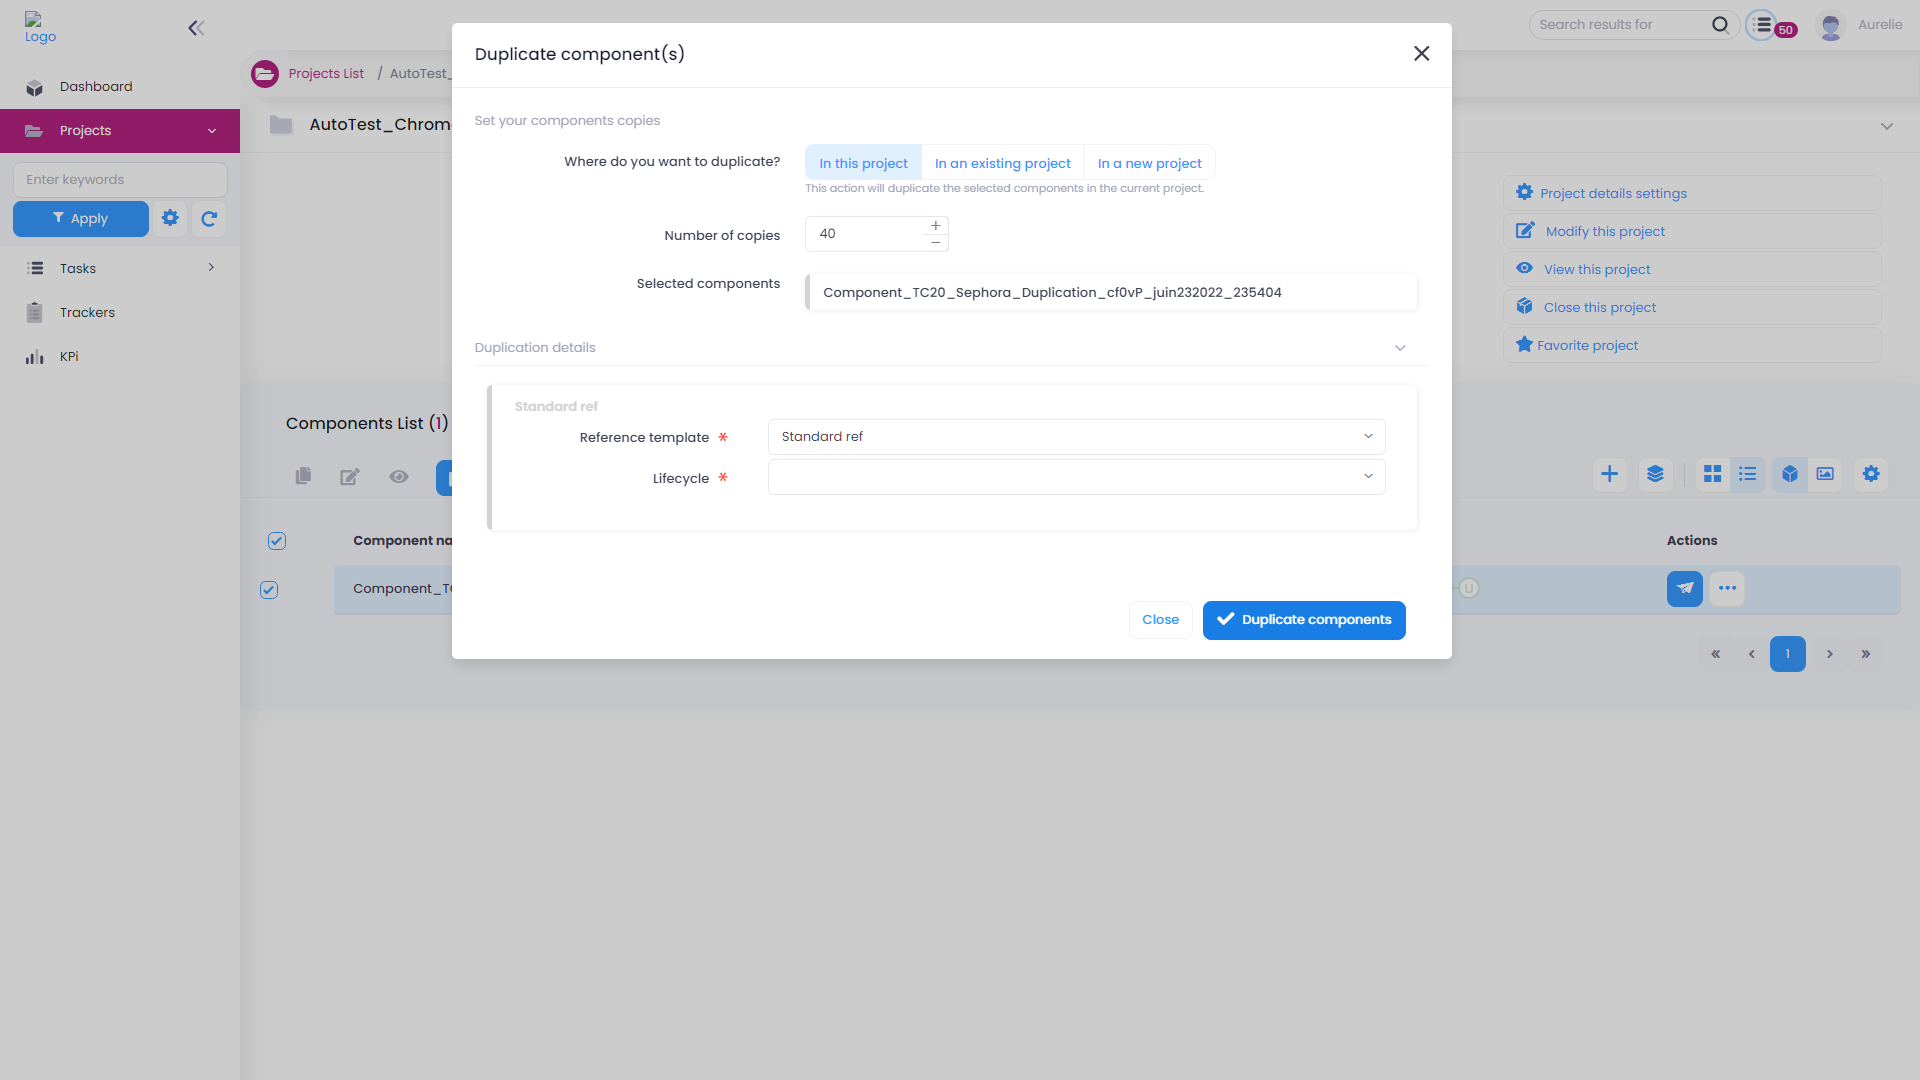 Logo
Dashboard
Projects
Enter keywords
Apply
Tasks
Trackers
KPi
Projects List / AutoTest_
AutoTest_Chrom
Search results for
50
Aurelie
Duplicate component(s)
Set your components copies
Where do you want to duplicate?
In this project
In an existing project
In a new project
This action will duplicate the selected components in the current project.
Number of copies
40
Selected components
Component_TC20_Sephora_Duplication_cf0vP_juin232022_235404
Duplication details
Standard ref
Reference template *
Standard ref
Lifecycle *
Close
Duplicate components
Project details settings
Modify this project
View this project
Close this project
Favorite project
Components List (1)
Component na
Actions
Component_TC
U
« ‹ 1 › »